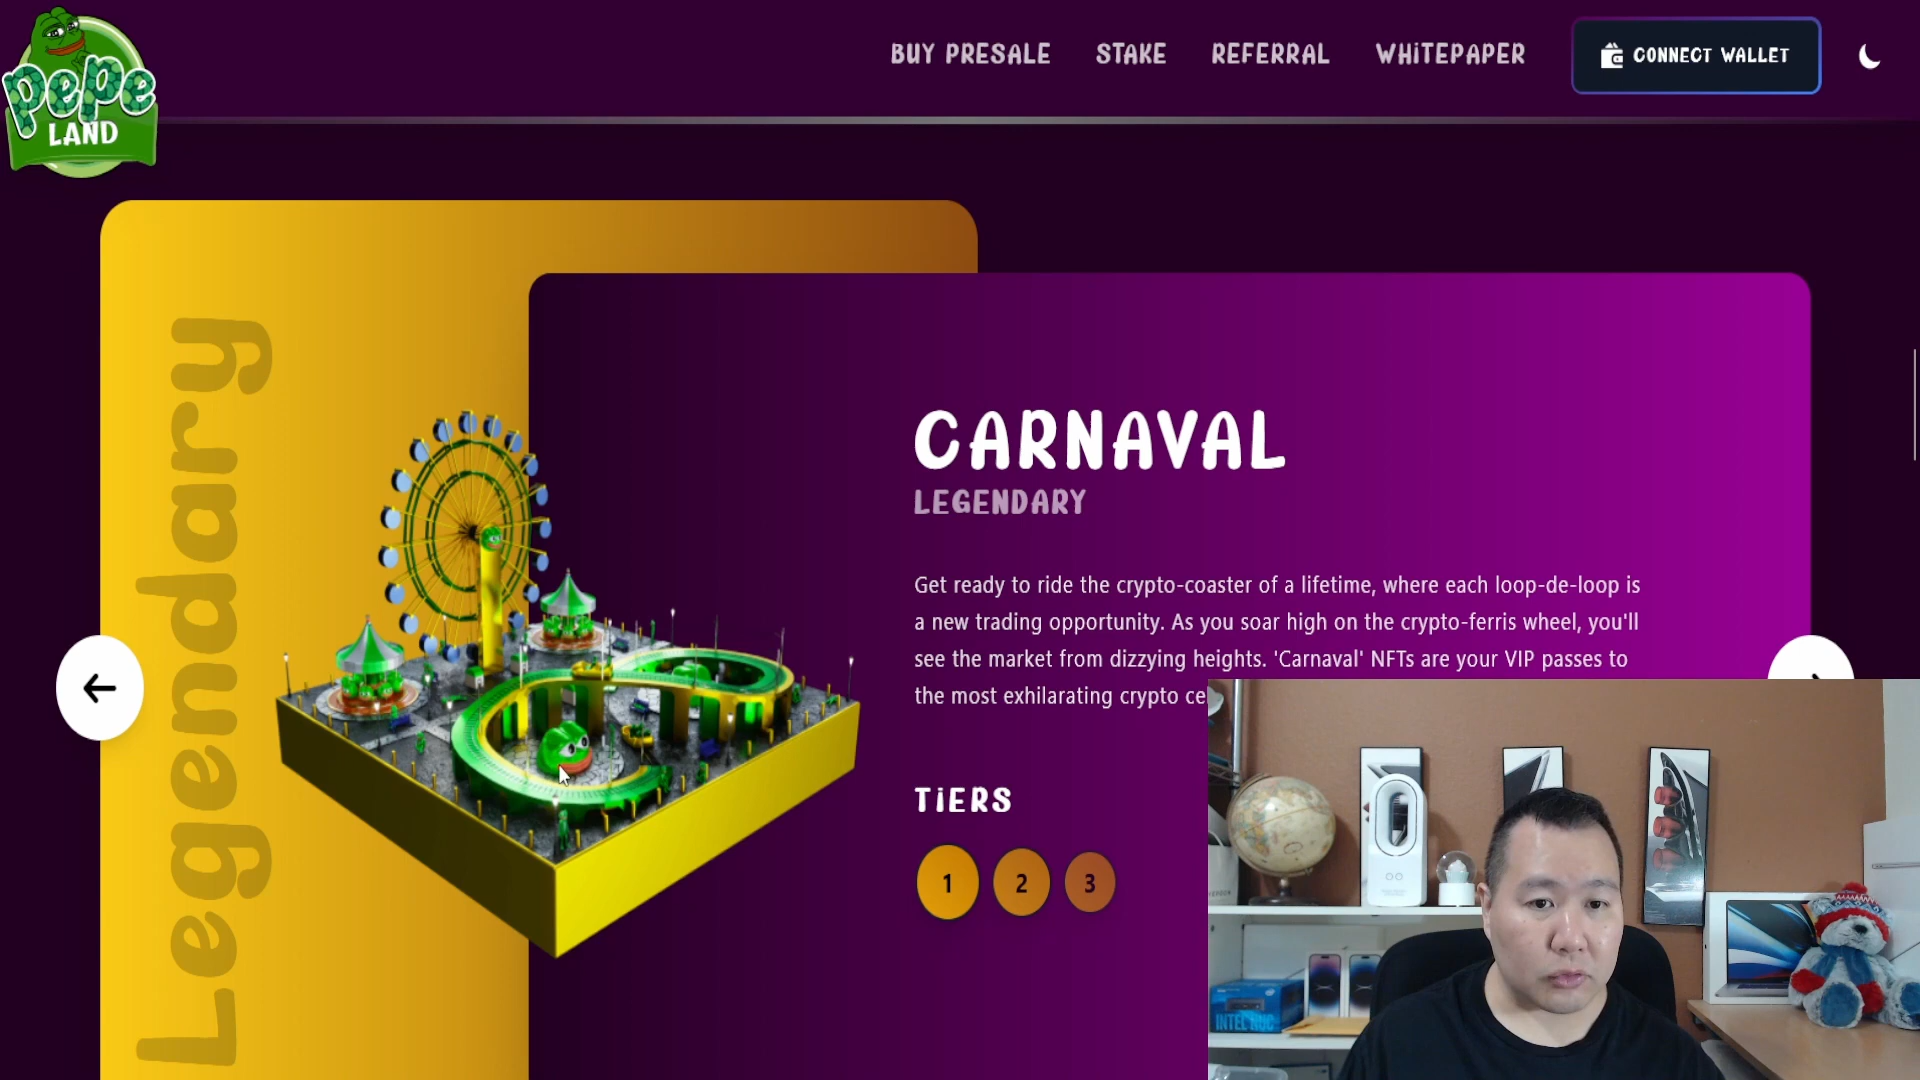 Pepe
LAND
BUY PRESALE
STAKE
REFERRAL
WHiTEPAPER
CONNECT WALLET
Legendary
CARNAVAL
LEGENDARY
Get ready to ride the crypto-coaster of a lifetime, where each loop-de-loop is
a new trading opportunity. As you soar high on the crypto-ferris wheel, you'll
see the market from dizzying heights. 'Carnaval' NFTs are your VIP passes to
the most exhilarating crypto ce
TiERS
1 2 3
INTEL NUC